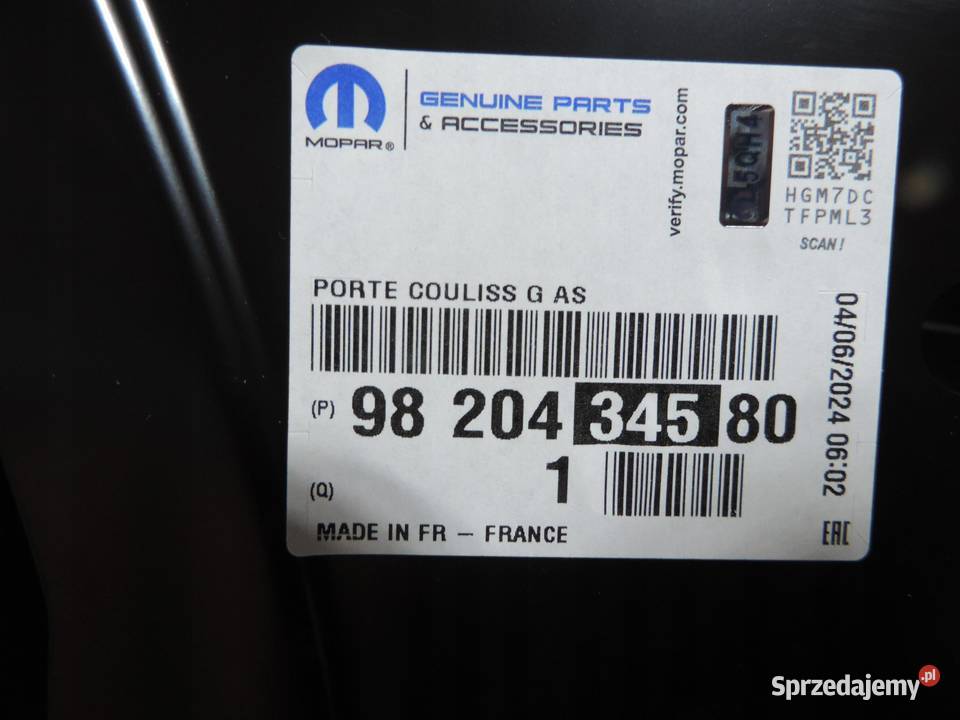 MOPAR®
GENUINE PARTS
& ACCESSORIES
verify.mopar.com
HGM7DC
TFPML3
SCAN!
PORTE COULISS G AS
(P) 98 204 345 80
(Q) 1
MADE IN FR – FRANCE
04/06/2024 06:02
EAC
Sprzedajemy.pl